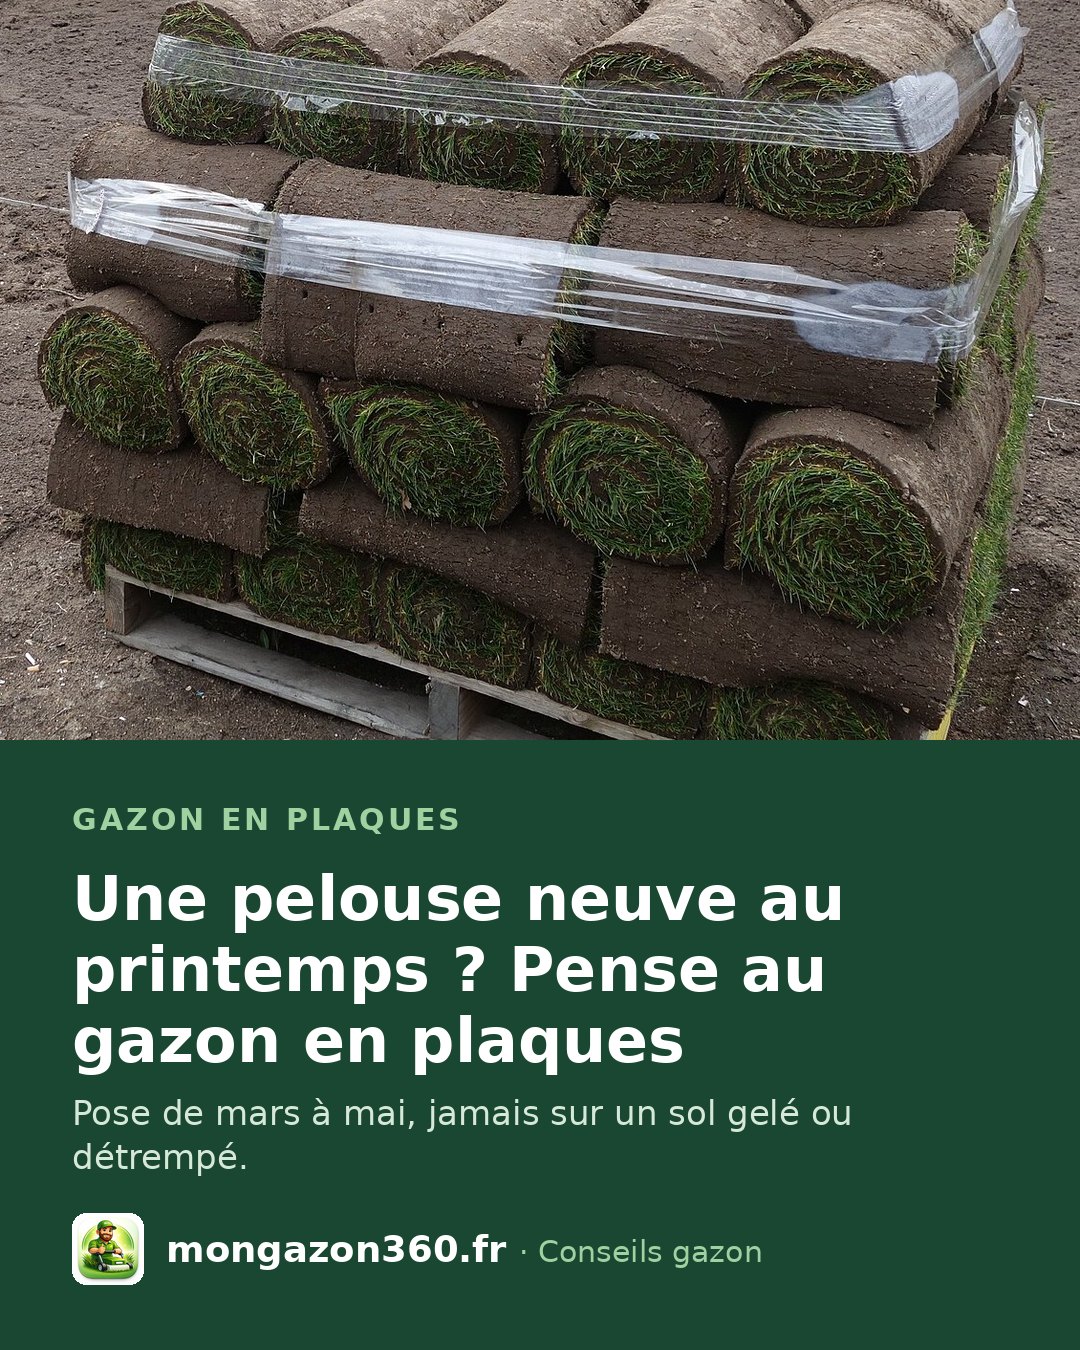 GAZON EN PLAQUES
Une pelouse neuve au
printemps ? Pense au
gazon en plaques
Pose de mars à mai, jamais sur un sol gelé ou
détrempé.
mongazon360.fr · Conseils gazon